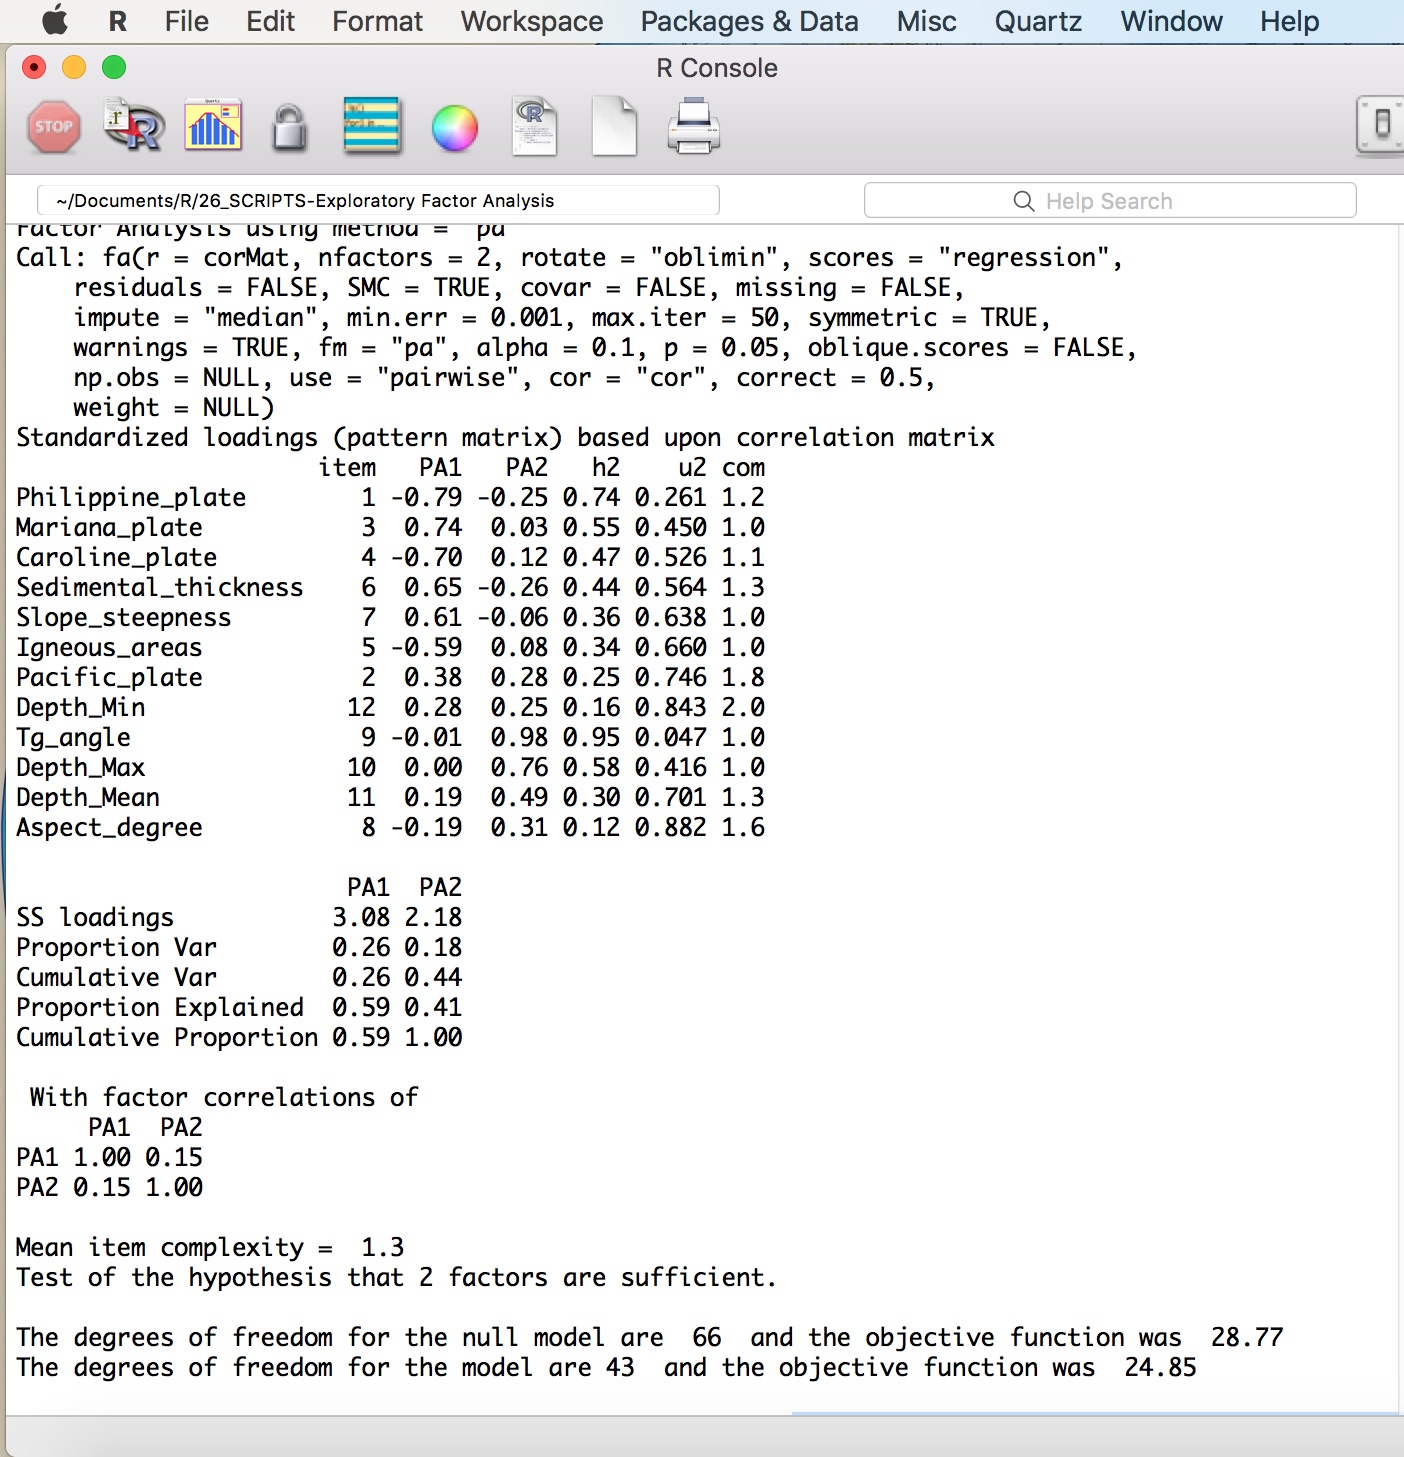 R File Edit Format Workspace Packages & Data Misc Quartz Window Help
R Console
STOP
~/Documents/R/26_SCRIPTS-Exploratory Factor Analysis
Help Search
Factor Analysis using method =  pa
Call: fa(r = corMat, nfactors = 2, rotate = "oblimin", scores = "regression",
    residuals = FALSE, SMC = TRUE, covar = FALSE, missing = FALSE,
    impute = "median", min.err = 0.001, max.iter = 50, symmetric = TRUE,
    warnings = TRUE, fm = "pa", alpha = 0.1, p = 0.05, oblique.scores = FALSE,
    np.obs = NULL, use = "pairwise", cor = "cor", correct = 0.5,
    weight = NULL)
Standardized loadings (pattern matrix) based upon correlation matrix
                     item   PA1   PA2   h2    u2 com
Philippine_plate        1 -0.79 -0.25 0.74 0.261 1.2
Mariana_plate           3  0.74  0.03 0.55 0.450 1.0
Caroline_plate          4 -0.70  0.12 0.47 0.526 1.1
Sedimental_thickness    6  0.65 -0.26 0.44 0.564 1.3
Slope_steepness         7  0.61 -0.06 0.36 0.638 1.0
Igneous_areas           5 -0.59  0.08 0.34 0.660 1.0
Pacific_plate           2  0.38  0.28 0.25 0.746 1.8
Depth_Min              12  0.28  0.25 0.16 0.843 2.0
Tg_angle                9 -0.01  0.98 0.95 0.047 1.0
Depth_Max              10  0.00  0.76 0.58 0.416 1.0
Depth_Mean             11  0.19  0.49 0.30 0.701 1.3
Aspect_degree           8 -0.19  0.31 0.12 0.882 1.6
                       PA1  PA2
SS loadings           3.08 2.18
Proportion Var        0.26 0.18
Cumulative Var        0.26 0.44
Proportion Explained  0.59 0.41
Cumulative Proportion 0.59 1.00
 With factor correlations of
     PA1  PA2
PA1 1.00 0.15
PA2 0.15 1.00
Mean item complexity =  1.3
Test of the hypothesis that 2 factors are sufficient.
The degrees of freedom for the null model are  66  and the objective function was  28.77
The degrees of freedom for the model are 43  and the objective function was  24.85